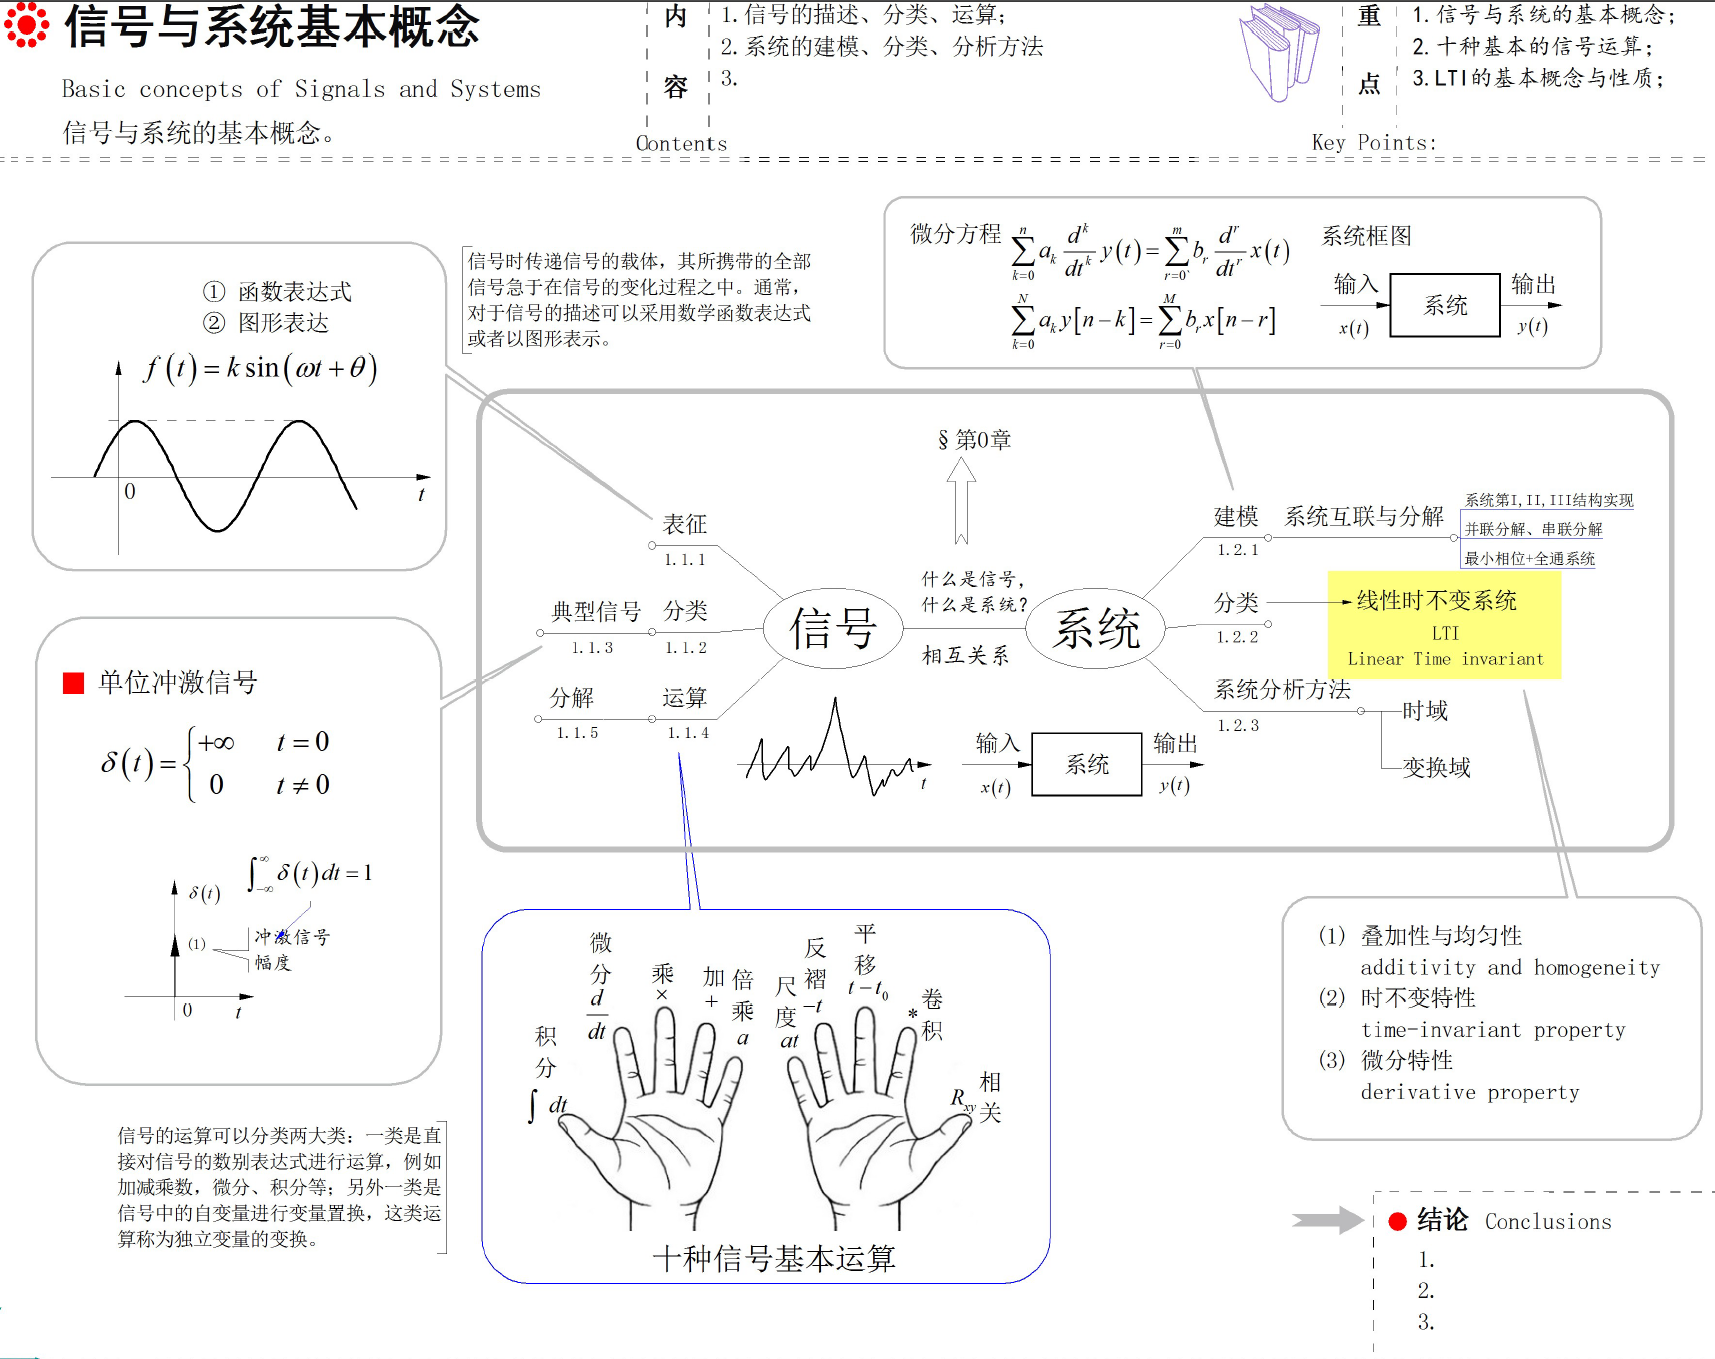 信号与系统基本概念
Basic concepts of Signals and Systems
信号与系统的基本概念。
内容
Contents
1.信号的描述、分类、运算；
2.系统的建模、分类、分析方法
3.
重点
Key Points:
1.信号与系统的基本概念；
2.十种基本的信号运算；
3.LTI的基本概念与性质；
① 函数表达式
② 图形表达
f(t)=k sin(ωt+θ)
0
t
信号时传递信号的载体，其所携带的全部
信号急于在信号的变化过程之中。通常，
对于信号的描述可以采用数学函数表达式
或者以图形表示。
微分方程 \sum_{k=0}^{n} a_k \frac{d^k}{dt^k} y(t)=\sum_{r=0`}^{m} b_r \frac{d^r}{dt^r} x(t)
\sum_{k=0}^{N} a_k y[n-k]=\sum_{r=0}^{M} b_r x[n-r]
系统框图
输入
x(t)
系统
输出
y(t)
§第0章
什么是信号，
什么是系统?
相互关系
信号
系统
表征
1.1.1
典型信号
1.1.3
分类
1.1.2
分解
1.1.5
运算
1.1.4
建模
1.2.1
系统互联与分解
系统第I,II,III结构实现
并联分解、串联分解
最小相位+全通系统
分类
1.2.2
线性时不变系统
LTI
Linear Time invariant
系统分析方法
1.2.3
时域
变换域
t
输入
x(t)
系统
输出
y(t)
单位冲激信号
δ(t)={+∞ t=0
0 t≠0
\int_{-∞}^{∞} δ(t)dt=1
δ(t)
(1)
冲激信号
幅度
0
t
信号的运算可以分类两大类：一类是直
接对信号的数别表达式进行运算，例如
加减乘数，微分、积分等；另外一类是
信号中的自变量进行变量置换，这类运
算称为独立变量的变换。
积分
∫ dt
微分
d/dt
乘
×
加
+
倍乘
a
尺度
at
反褶
-t
平移
t-t_0
卷积
*
相关
R_{xy}
十种信号基本运算
(1) 叠加性与均匀性
additivity and homogeneity
(2) 时不变特性
time-invariant property
(3) 微分特性
derivative property
结论 Conclusions
1.
2.
3.